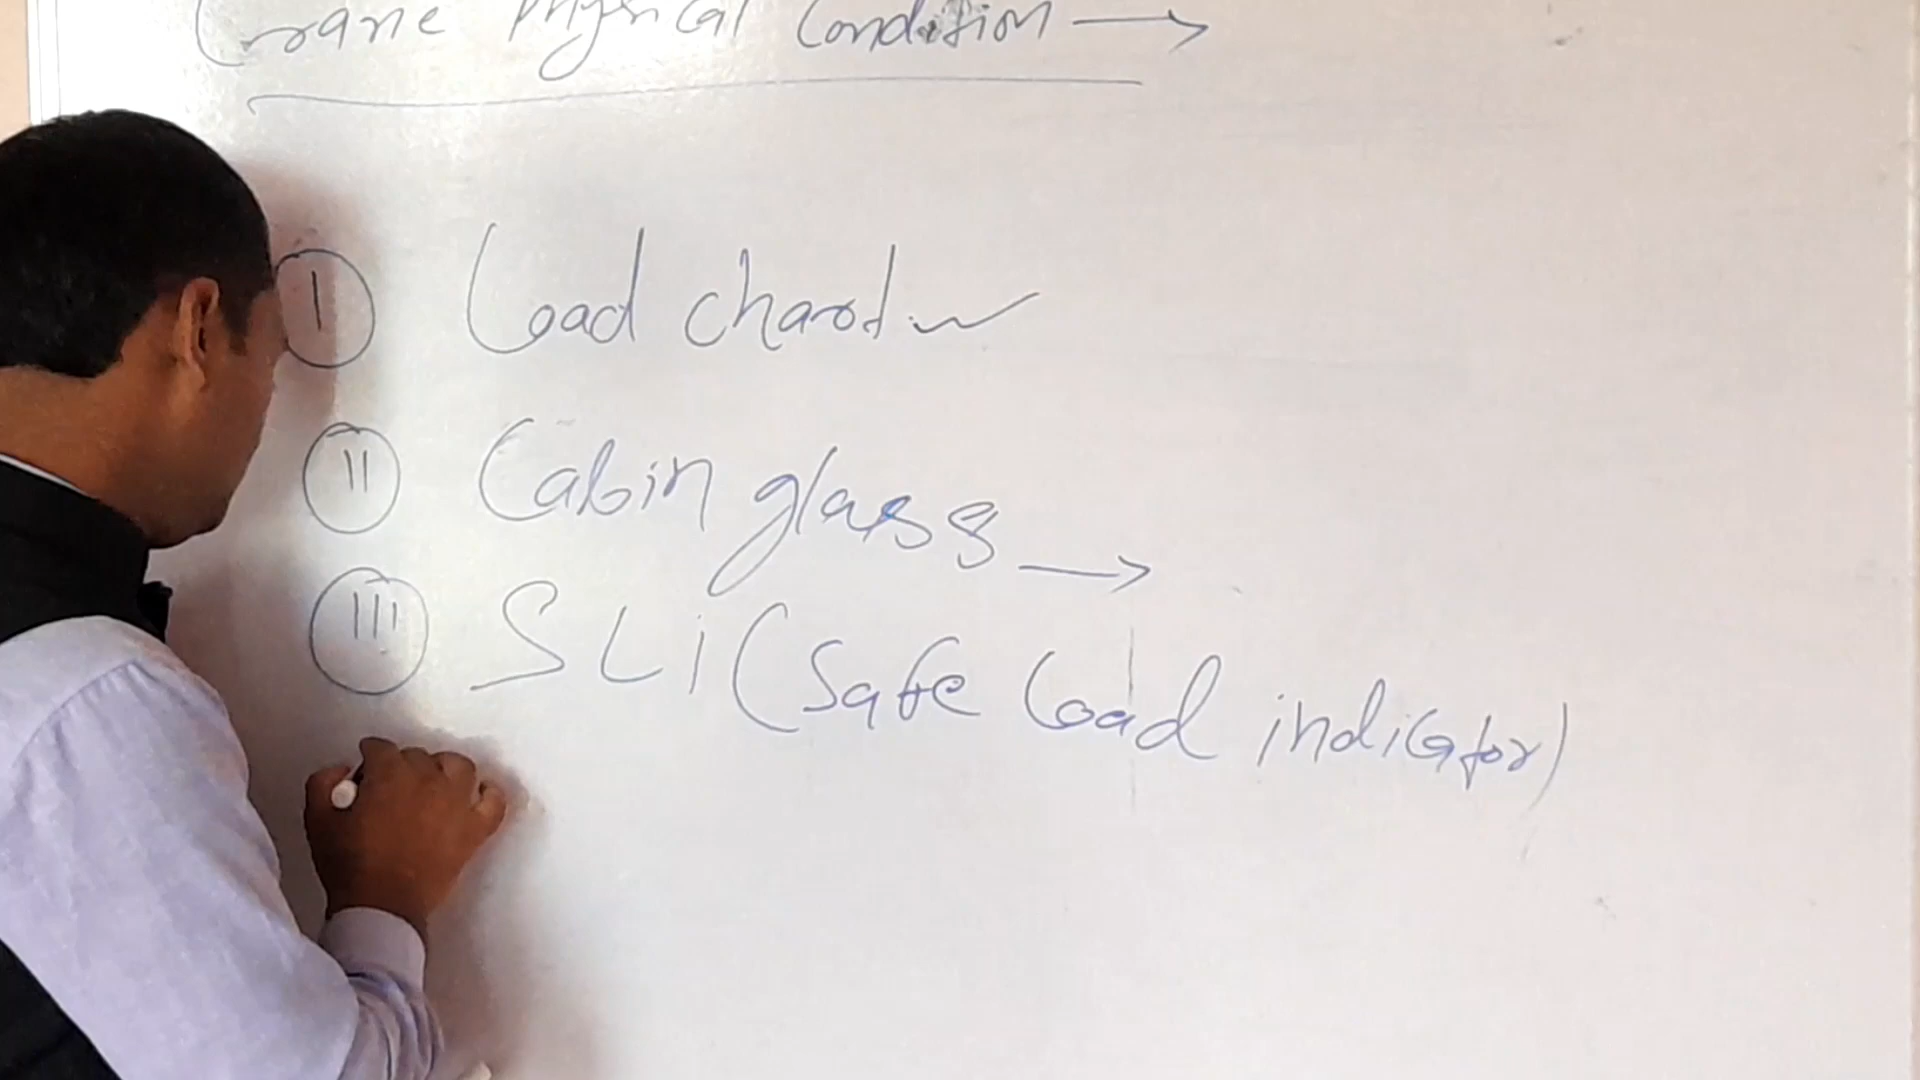 Crane Physical Condition →
I Load chart
II Cabin glass →
III SLi (Safe Load indicator)